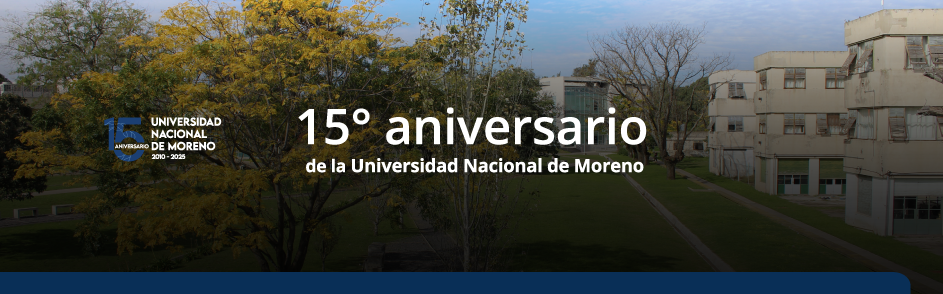 15 ANIVERSARIO
UNIVERSIDAD
NACIONAL
DE MORENO
2010 - 2025
15° aniversario
de la Universidad Nacional de Moreno